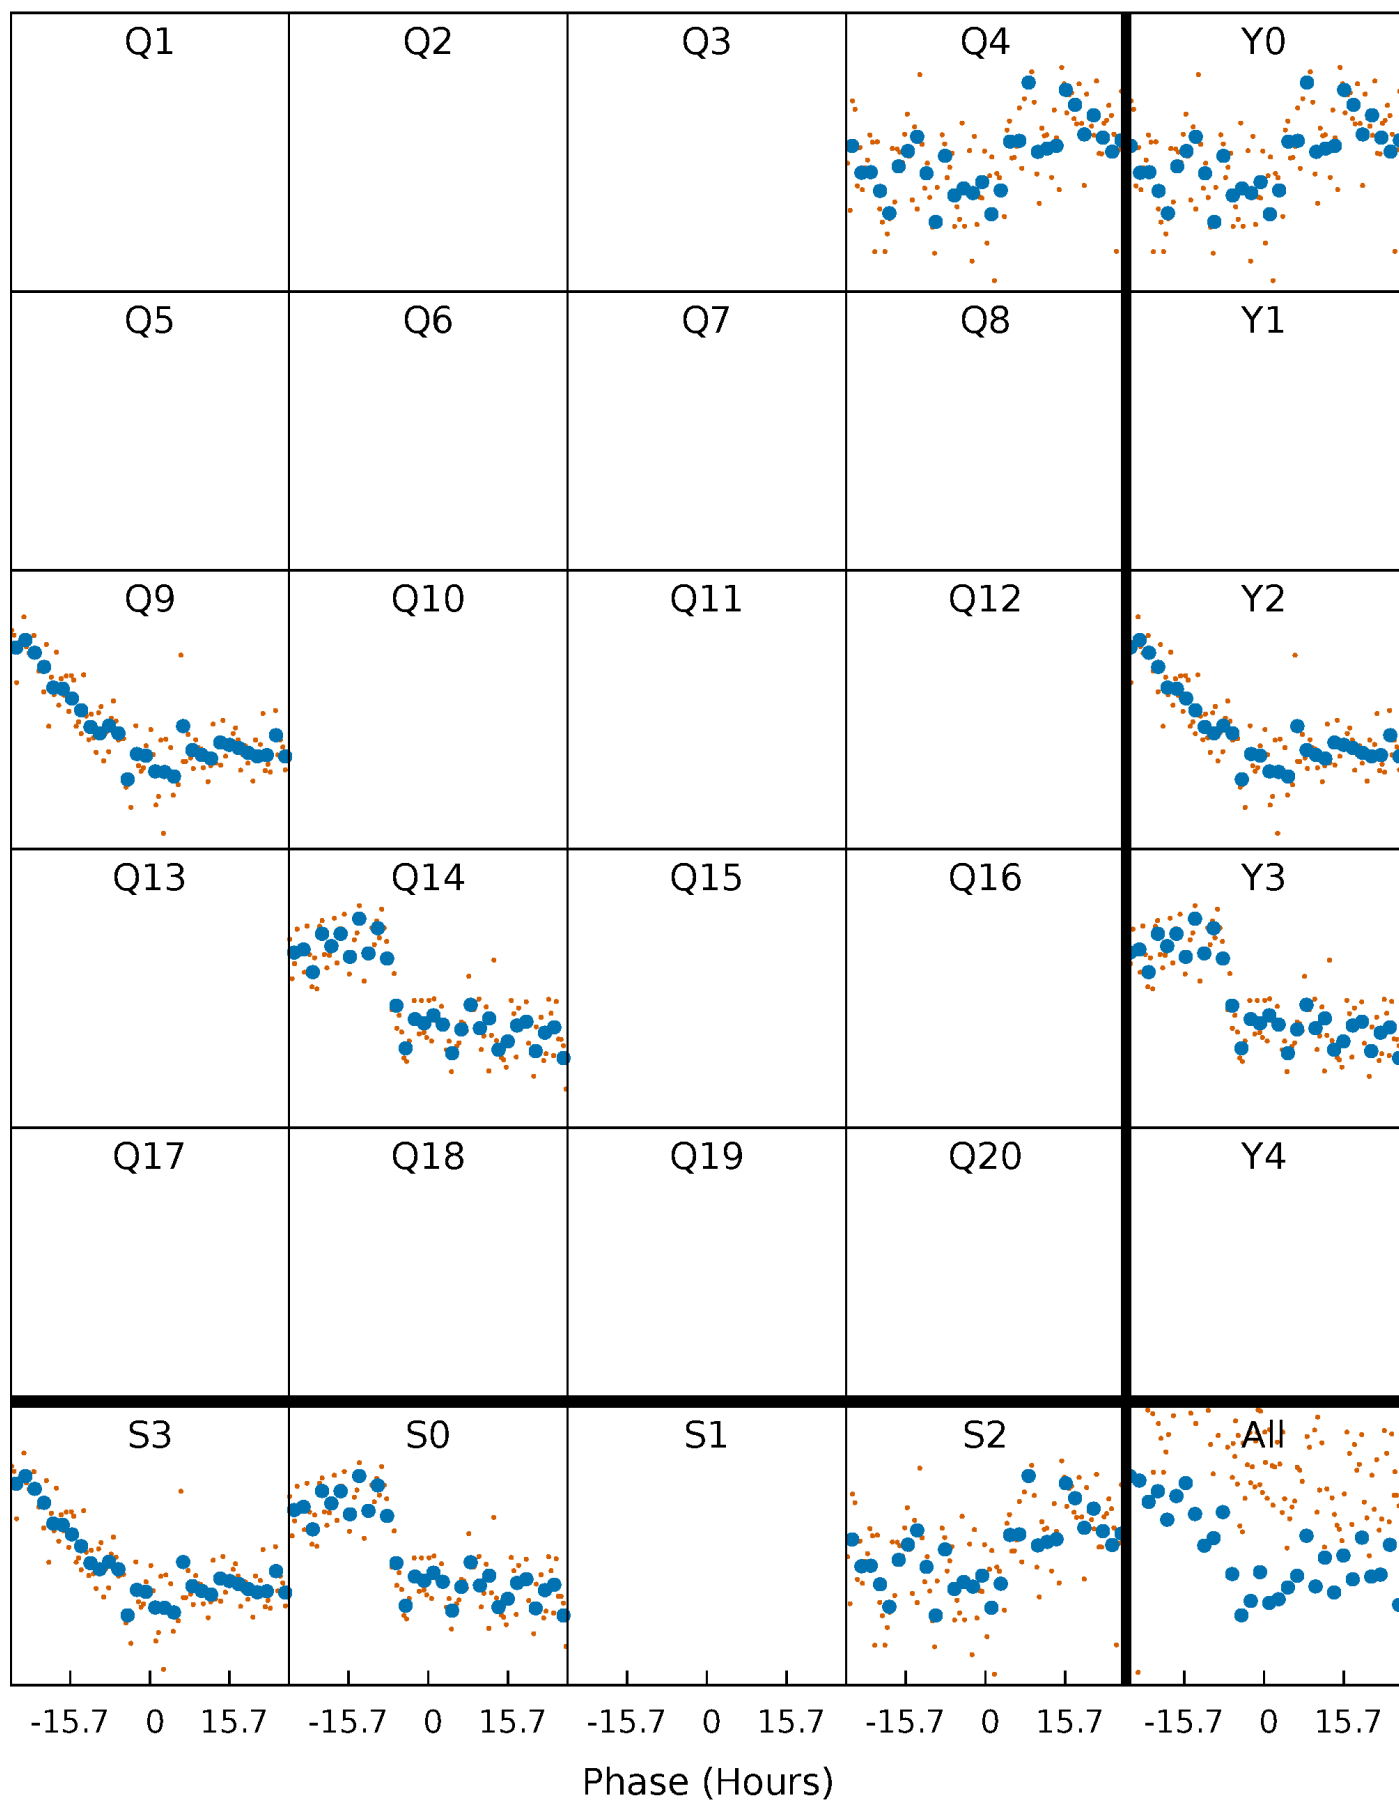 Q1 Q2 Q3 Q4 Y0
Q5 Q6 Q7 Q8 Y1
Q9 Q10 Q11 Q12 Y2
Q13 Q14 Q15 Q16 Y3
Q17 Q18 Q19 Q20 Y4
S3 S0 S1 S2 All
-15.7 0 15.7 -15.7 0 15.7 -15.7 0 15.7 -15.7 0 15.7 -15.7 0 15.7
Phase (Hours)